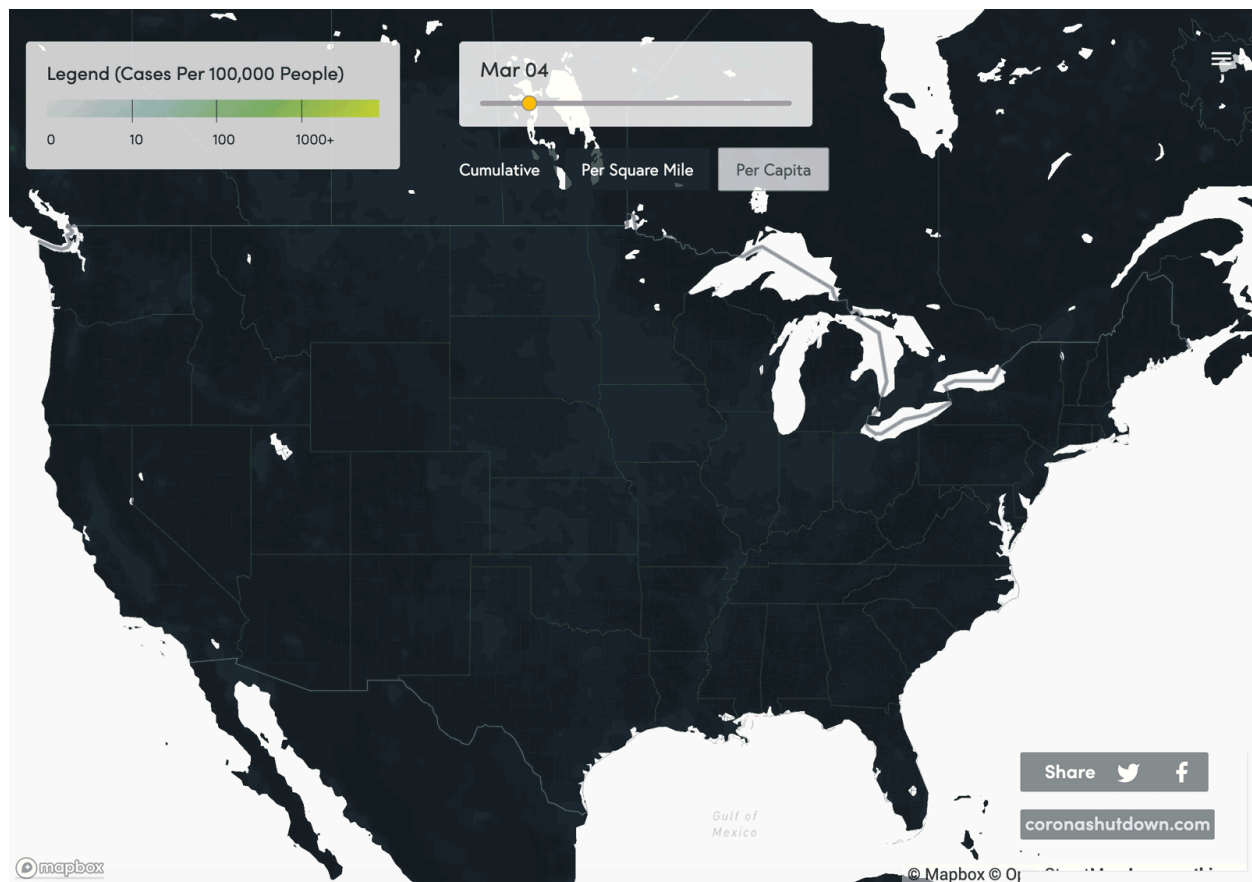 Legend (Cases Per 100,000 People)
0 10 100 1000+
Mar 04
Cumulative Per Square Mile Per Capita
Gulf of
Mexico
Share
coronashutdown.com
mapbox
© Mapbox ©